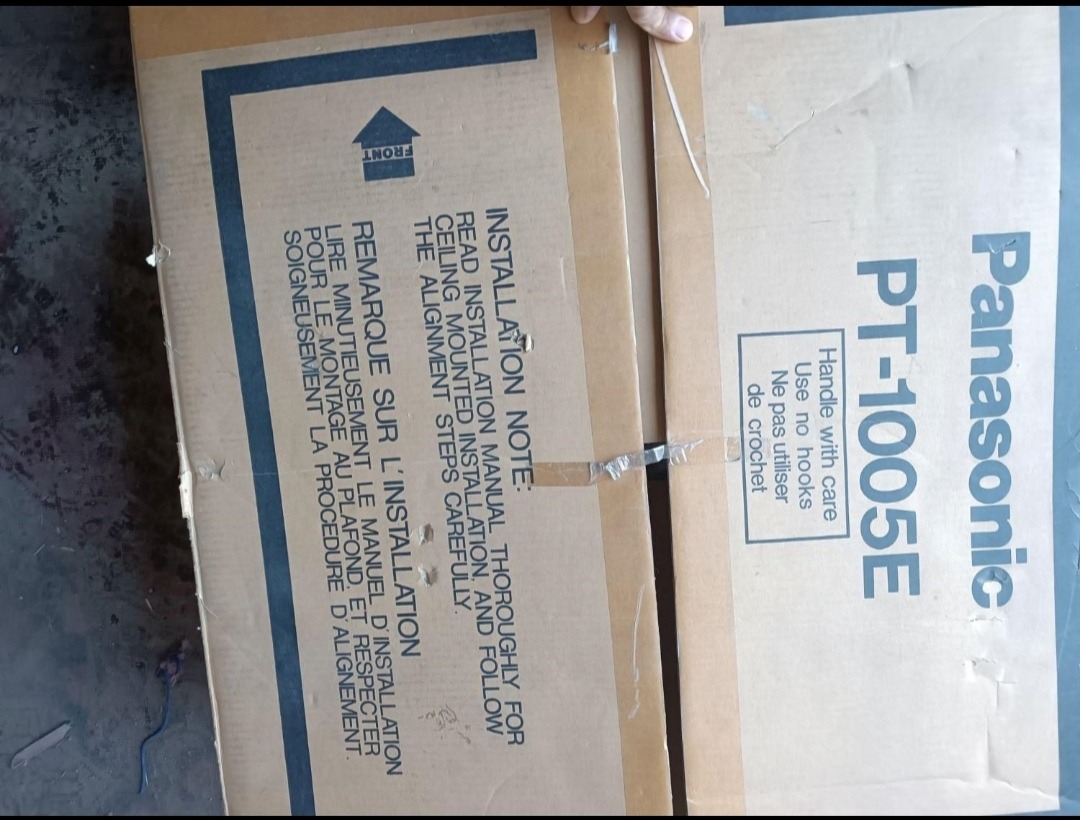 Panasonic
PT-1005E
Handle with care
Use no hooks
Ne pas utiliser
de crochet
INSTALLATION NOTE:
READ INSTALLATION MANUAL THOROUGHLY FOR
CEILING MOUNTED INSTALLATION, AND FOLLOW
THE ALIGNMENT STEPS CAREFULLY.
REMARQUE SUR L'INSTALLATION
LIRE MINUTIEUSEMENT LE MANUEL D'INSTALLATION
POUR LE MONTAGE AU PLAFOND, ET RESPECTER
SOIGNEUSEMENT LA PROCEDURE D'ALIGNEMENT.
FRONT